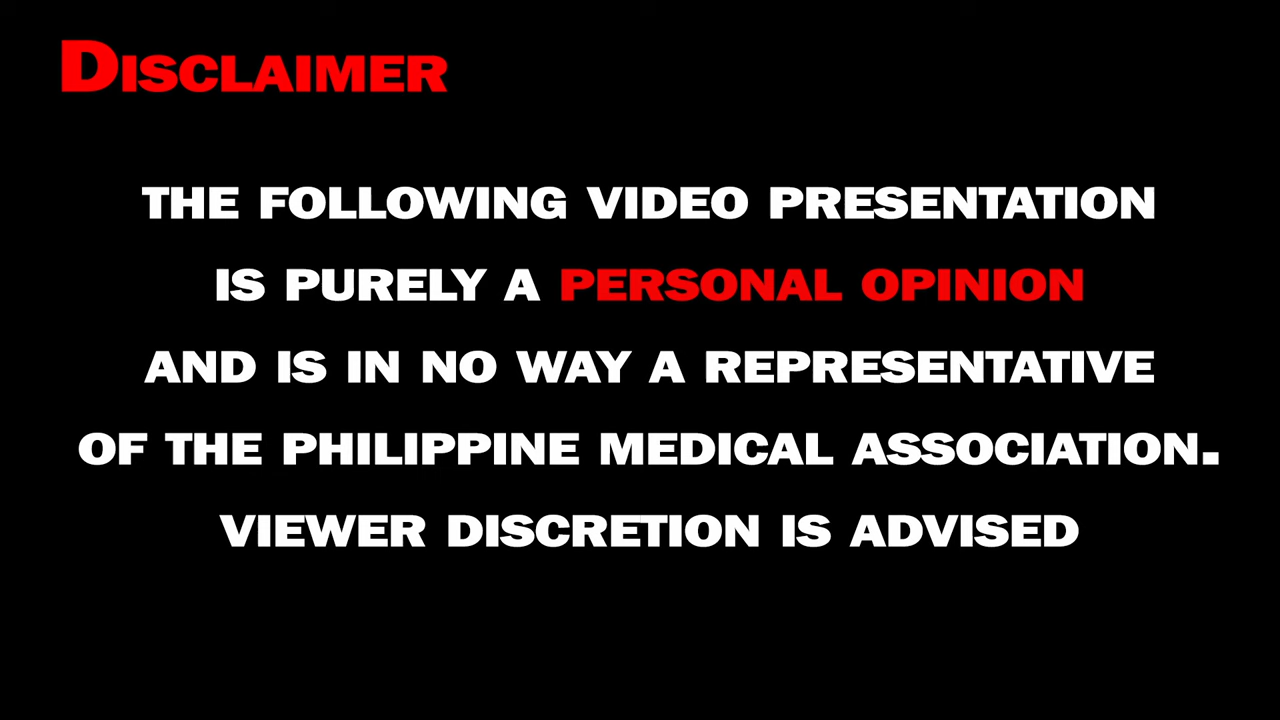 DISCLAIMER
THE FOLLOWING VIDEO PRESENTATION
IS PURELY A PERSONAL OPINION
AND IS IN NO WAY A REPRESENTATIVE
OF THE PHILIPPINE MEDICAL ASSOCIATION.
VIEWER DISCRETION IS ADVISED